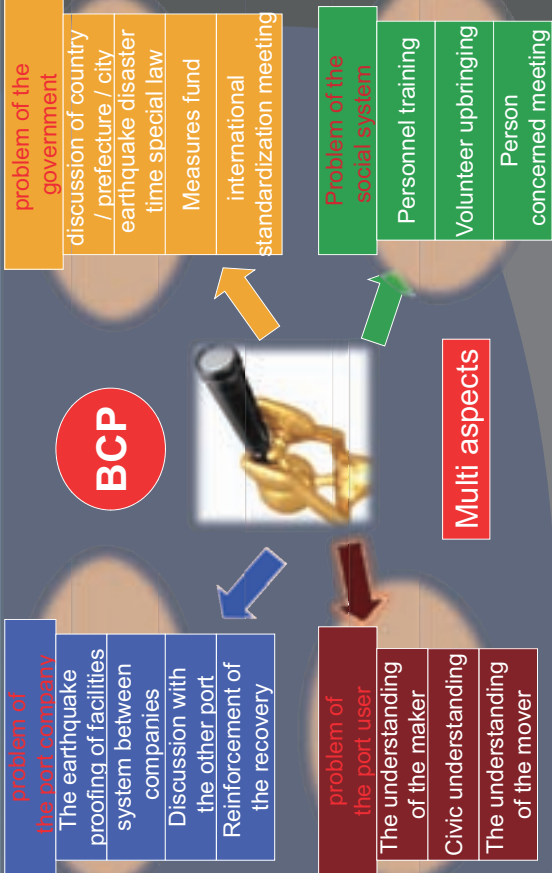 BCP
problem of
the port company
The earthquake
proofing of facilities
system between
companies
Discussion with
the other port
Reinforcement of
the recovery
problem of the
government
discussion of country
/ prefecture / city
earthquake disaster
time special law
Measures fund
international
standardization meeting
problem of
the port user
The understanding
of the maker
Civic understanding
The understanding
of the mover
Multi aspects
Problem of the
social system
Personnel training
Volunteer upbringing
Person
concerned meeting